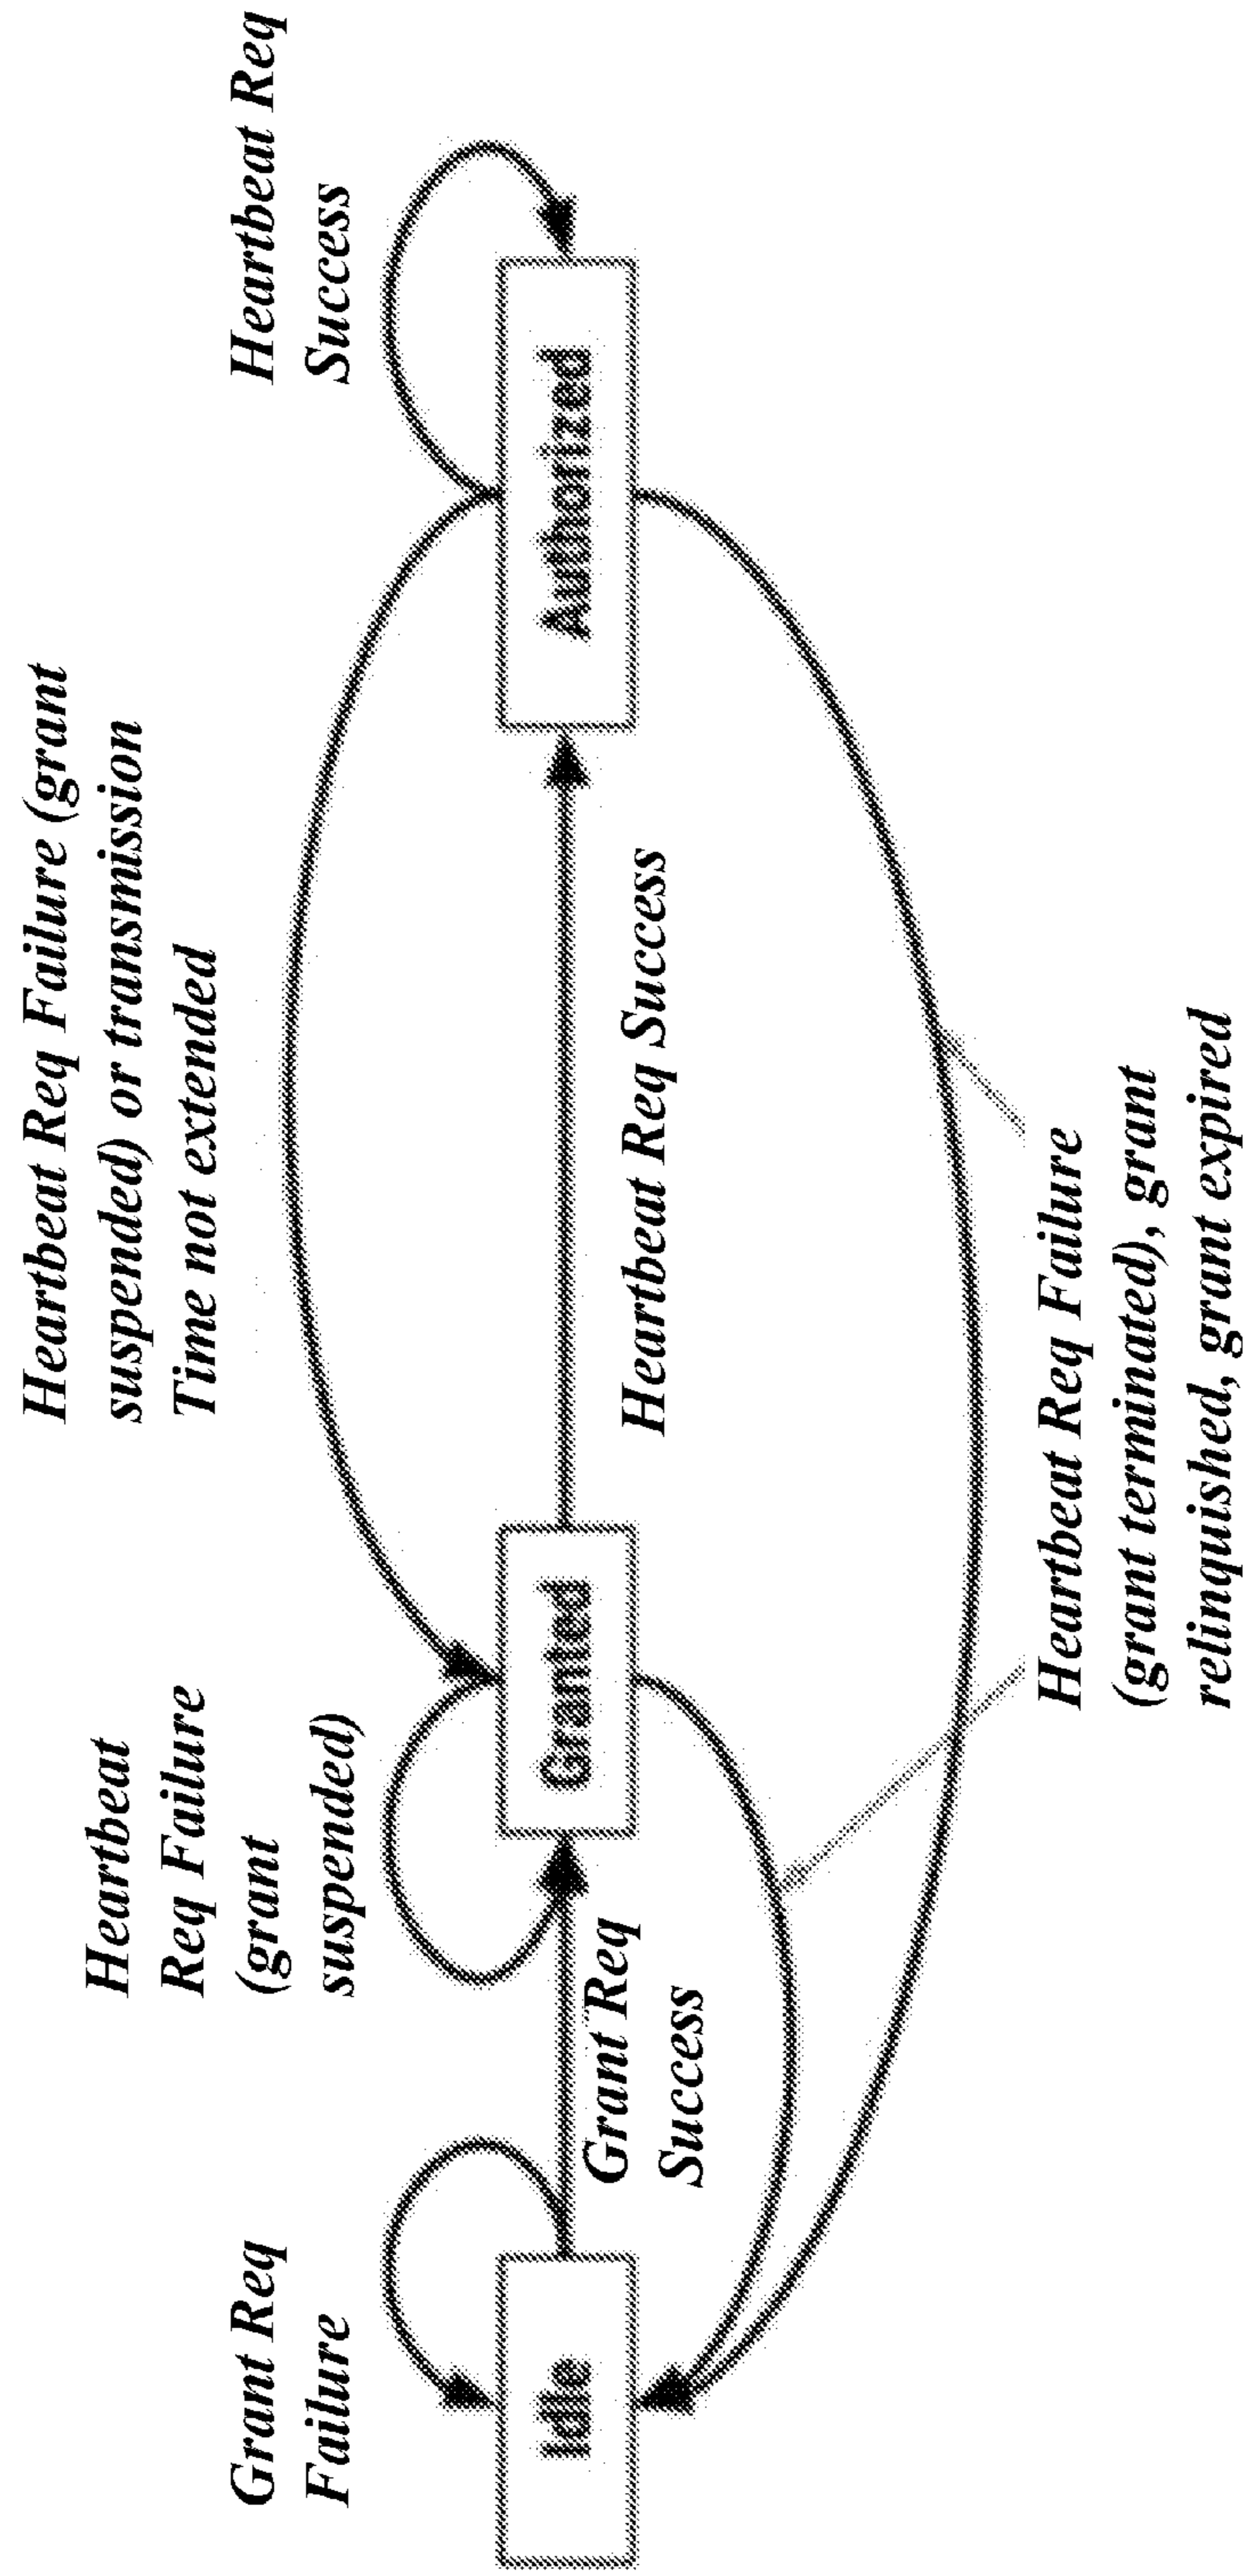 Grant Req
Failure
Heartbeat
Req Failure
(grant
suspended)
Heartbeat Req Failure (grant
suspended) or transmission
Time not extended
Heartbeat Req
Success
Idle
Grant Req
Success
Granted
Heartbeat Req Success
Authorized
Heartbeat Req Failure
(grant terminated), grant
relinquished, grant expired